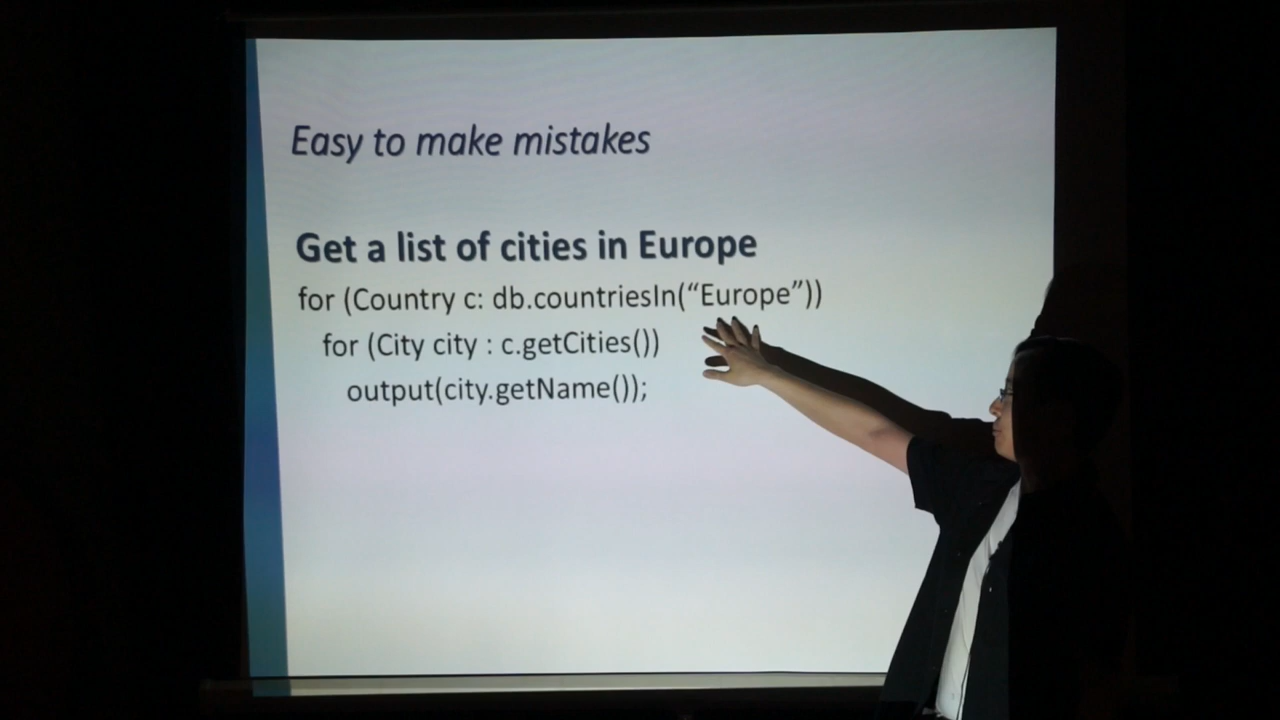 Easy to make mistakes
Get a list of cities in Europe
for (Country c: db.countriesIn(“Europe”))
for (City city : c.getCities())
output(city.getName());